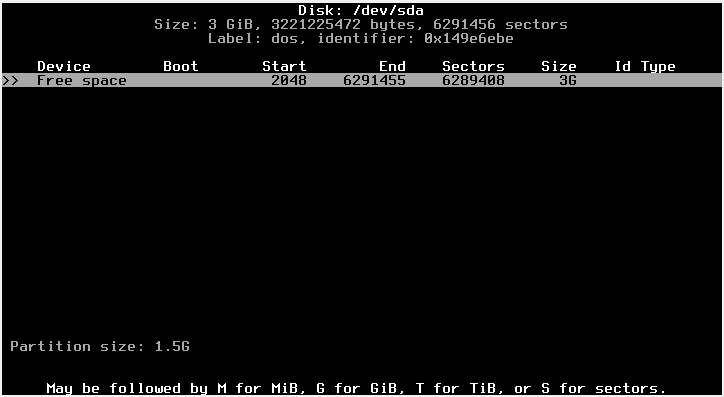 Disk: /dev/sda
Size: 3 GiB, 3221225472 bytes, 6291456 sectors
Label: dos, identifier: 0x149e6ebe
Device Boot Start End Sectors Size Id Type
>> Free space 2048 6291455 6289408 3G
Partition size: 1.5G
May be followed by M for MiB, G for GiB, T for TiB, or S for sectors.